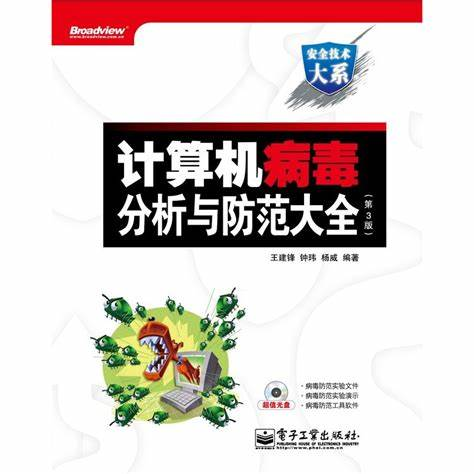 Broadview®
www.broadview.com.cn
安全技术
大系
计算机病毒
分析与防范大全
(第3版)
王建锋 钟玮 杨威 编著
·病毒防范实验文件
·病毒防范实验演示
·病毒防范工具软件
超值光盘
電子工業出版社